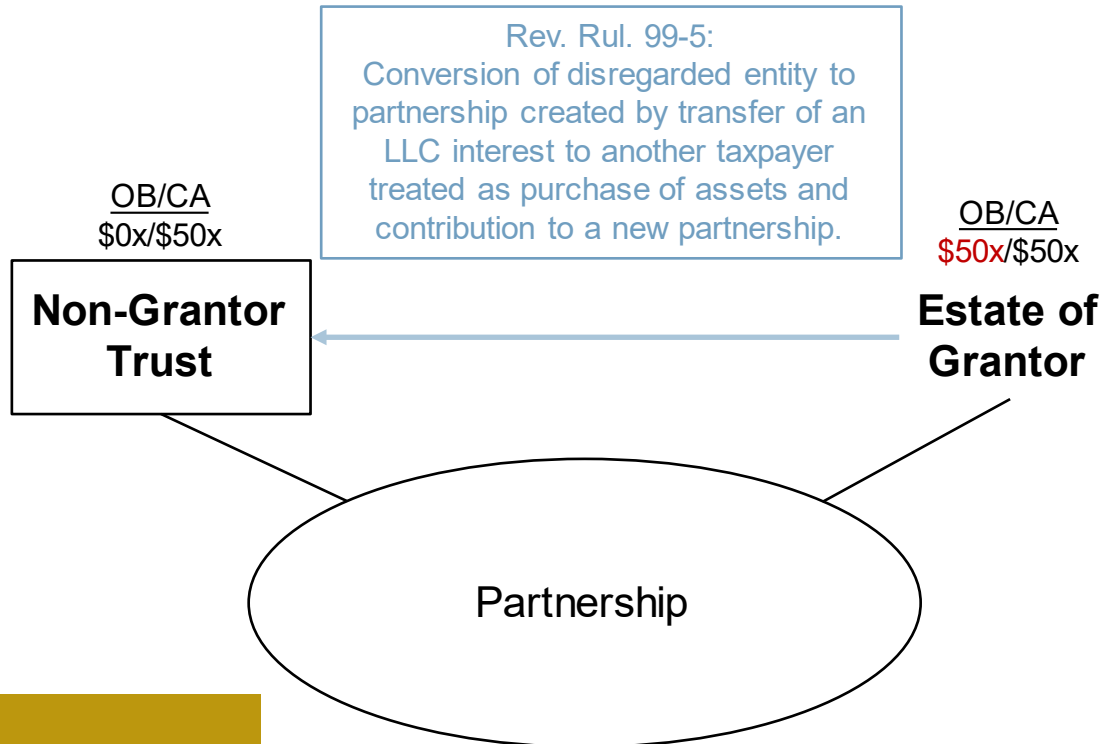 Rev. Rul. 99-5:
Conversion of disregarded entity to
partnership created by transfer of an
LLC interest to another taxpayer
treated as purchase of assets and
contribution to a new partnership.
OB/CA
$0x/$50x
Non-Grantor
Trust
OB/CA
$50x/$50x
Estate of
Grantor
Partnership